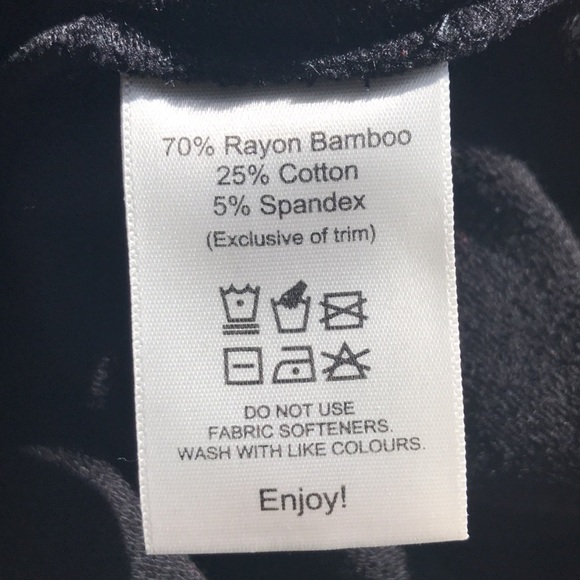 70% Rayon Bamboo
25% Cotton
5% Spandex
(Exclusive of trim)
DO NOT USE
FABRIC SOFTENERS.
WASH WITH LIKE COLOURS.
Enjoy!